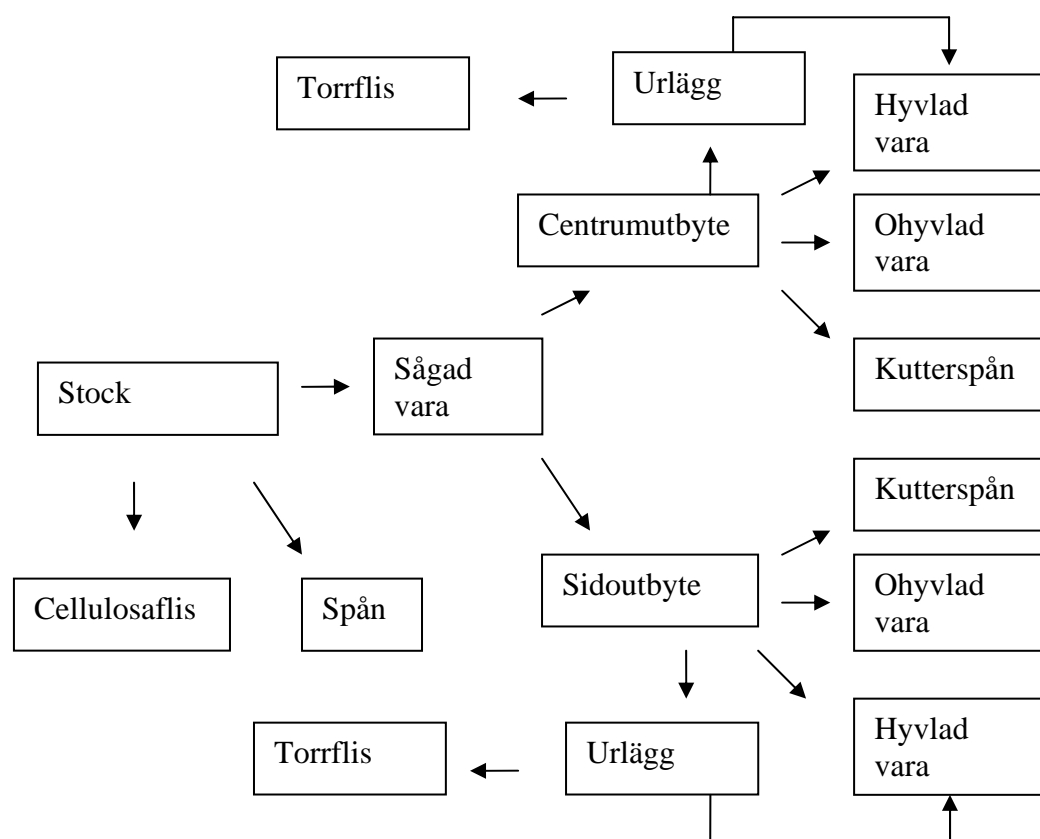 Torrflis
Urlägg
Hyvlad
vara
Centrumutbyte
Ohyvlad
vara
Stock
Sågad
vara
Kutterspån
Kutterspån
Cellulosaflis
Spån
Sidoutbyte
Ohyvlad
vara
Torrflis
Urlägg
Hyvlad
vara